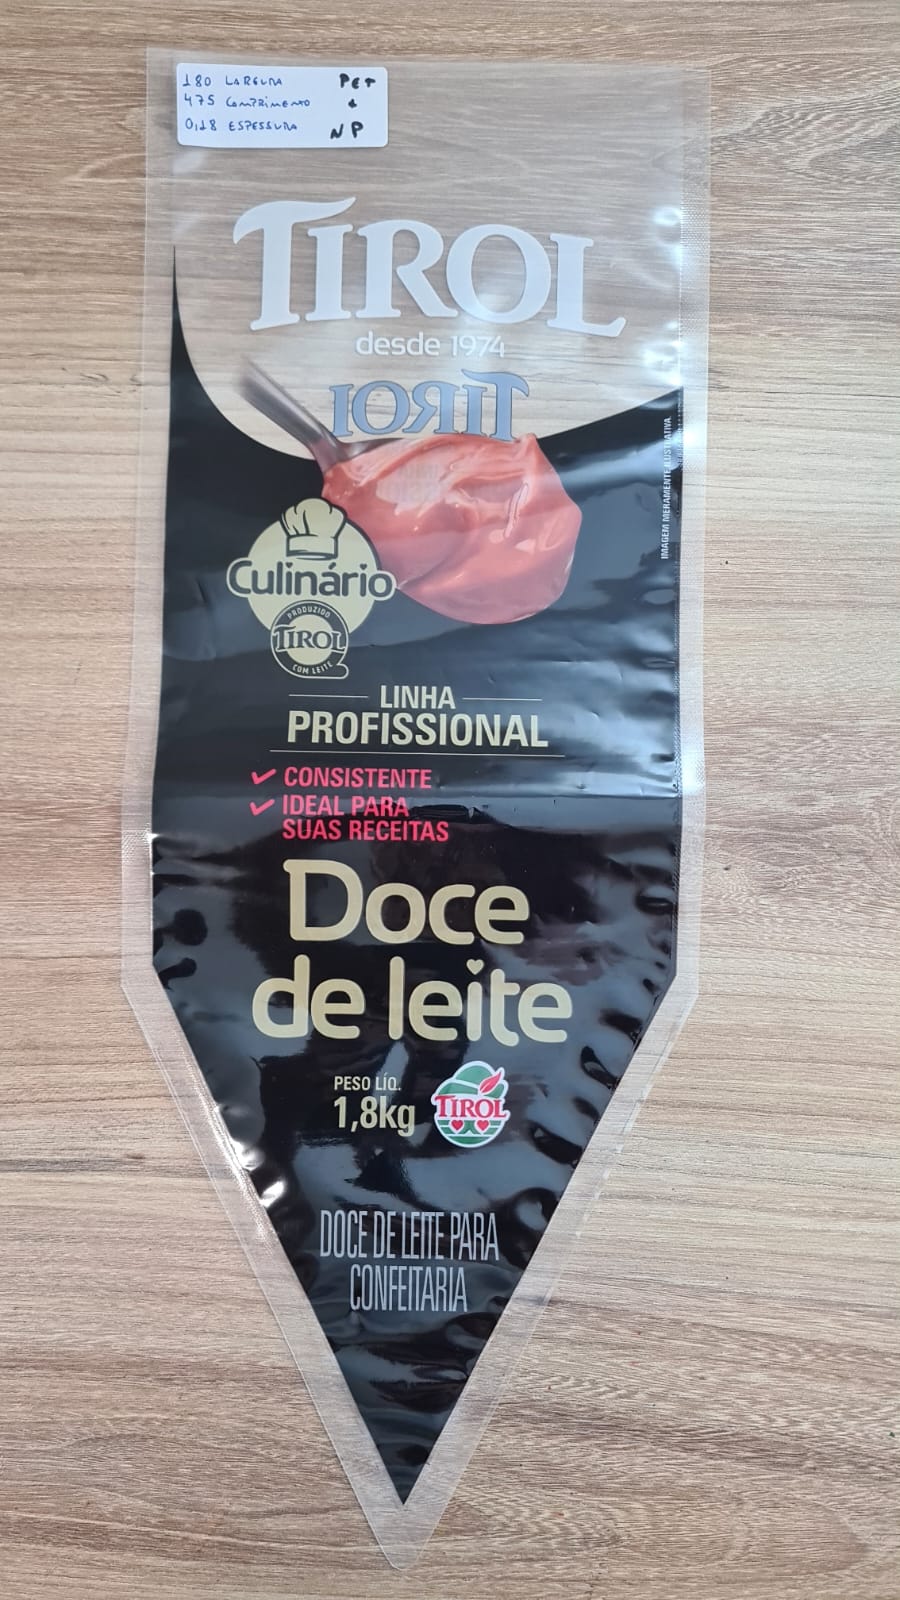 180 LARGURA PET
475 COMPRIMENTO +
0,18 ESPESSURA NP
TIROL
desde 1974
TIROL
IMAGEM MERAMENTE ILUSTRATIVA.
Culinário
PRODUZIDO
TIROL
COM LEITE
LINHA
PROFISSIONAL
CONSISTENTE
IDEAL PARA
SUAS RECEITAS
Doce
de leite
PESO LÍQ.
1,8kg
TIROL
DOCE DE LEITE PARA
CONFEITARIA